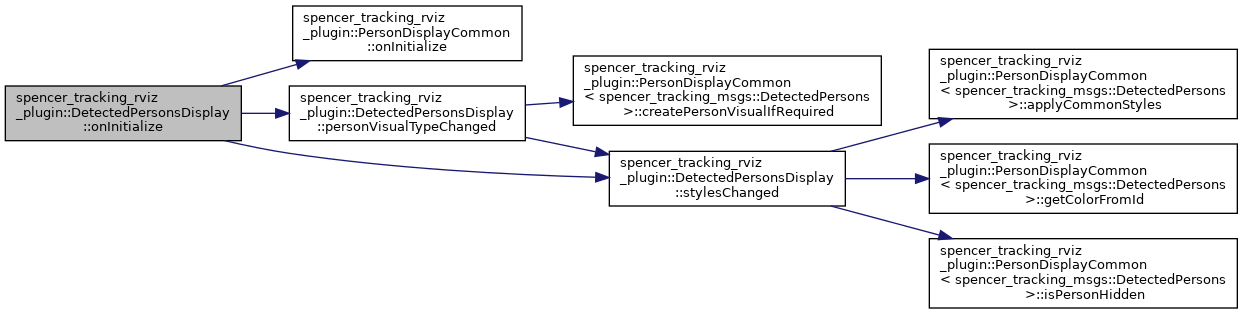 spencer_tracking_rviz
_plugin::DetectedPersonsDisplay
::onInitialize
spencer_tracking_rviz
_plugin::PersonDisplayCommon
::onInitialize
spencer_tracking_rviz
_plugin::DetectedPersonsDisplay
::personVisualTypeChanged
spencer_tracking_rviz
_plugin::PersonDisplayCommon
< spencer_tracking_msgs::DetectedPersons
>::createPersonVisualIfRequired
spencer_tracking_rviz
_plugin::DetectedPersonsDisplay
::stylesChanged
spencer_tracking_rviz
_plugin::PersonDisplayCommon
< spencer_tracking_msgs::DetectedPersons
>::applyCommonStyles
spencer_tracking_rviz
_plugin::PersonDisplayCommon
< spencer_tracking_msgs::DetectedPersons
>::getColorFromId
spencer_tracking_rviz
_plugin::PersonDisplayCommon
< spencer_tracking_msgs::DetectedPersons
>::isPersonHidden